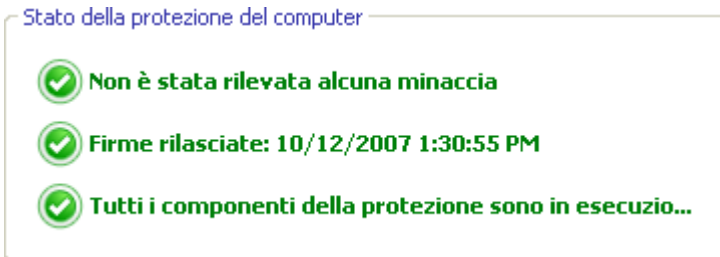 Stato della protezione del computer
Non è stata rilevata alcuna minaccia
Firme rilasciate: 10/12/2007 1:30:55 PM
Tutti i componenti della protezione sono in esecuzio...